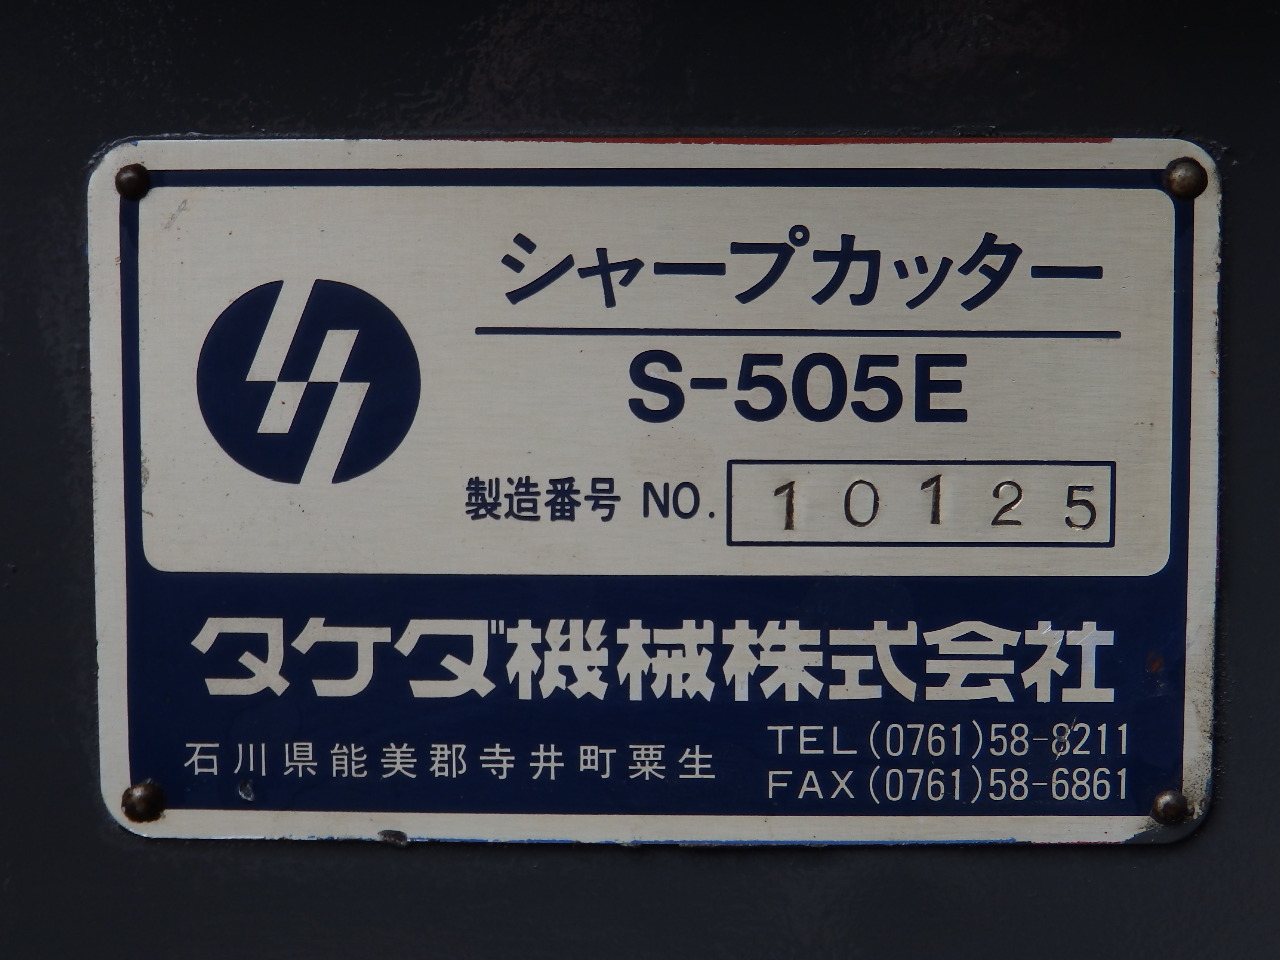 シャープカッター
S-505E
製造番号 NO. 10125
タケダ機械株式会社
石川県能美郡寺井町粟生
TEL(0761)58-8211
FAX(0761)58-6861